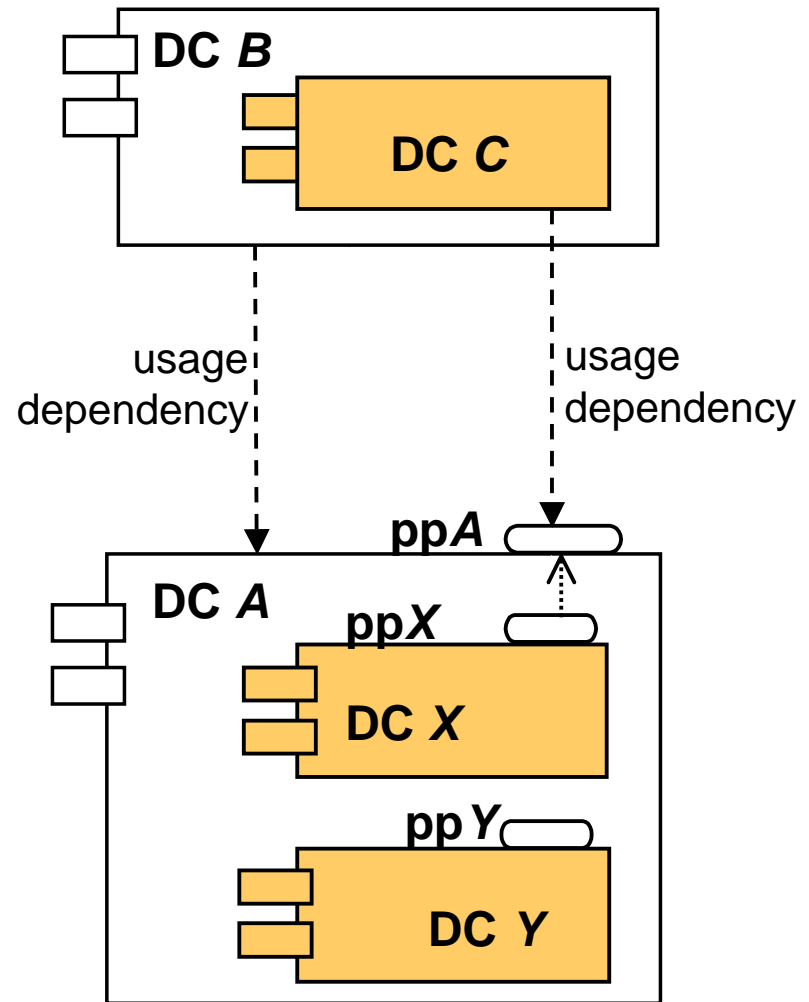 DC B
DC C
usage
dependency
usage
dependency
ppA
DC A
ppX
DC X
ppY
DC Y